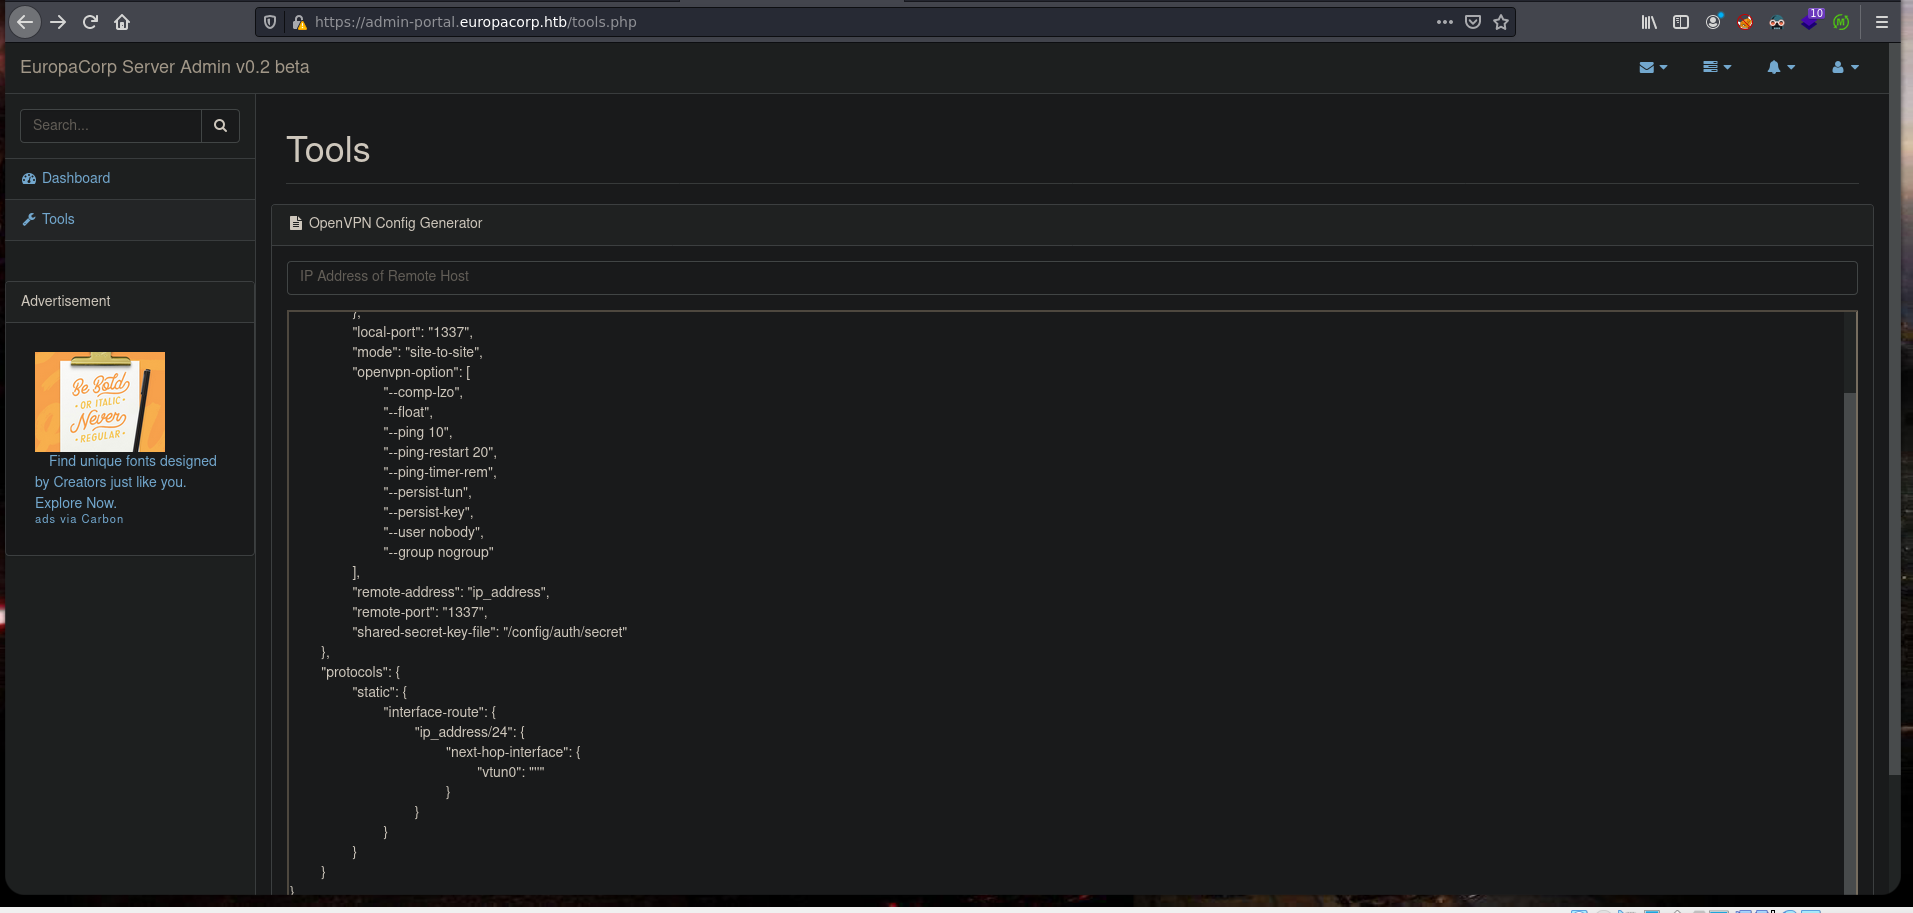 https://admin-portal.europacorp.htb/tools.php
10
EuropaCorp Server Admin v0.2 beta
Search...
Dashboard
Tools
Advertisement
Be Bold
• OR ITALIC •
Never
• REGULAR •
Find unique fonts designed
by Creators just like you.
Explore Now.
ads via Carbon
Tools
OpenVPN Config Generator
IP Address of Remote Host
},
"local-port": "1337",
"mode": "site-to-site",
"openvpn-option": [
"--comp-lzo",
"--float",
"--ping 10",
"--ping-restart 20",
"--ping-timer-rem",
"--persist-tun",
"--persist-key",
"--user nobody",
"--group nogroup"
],
"remote-address": "ip_address",
"remote-port": "1337",
"shared-secret-key-file": "/config/auth/secret"
},
"protocols": {
"static": {
"interface-route": {
"ip_address/24": {
"next-hop-interface": {
"vtun0": """"
}
}
}
}
}
}